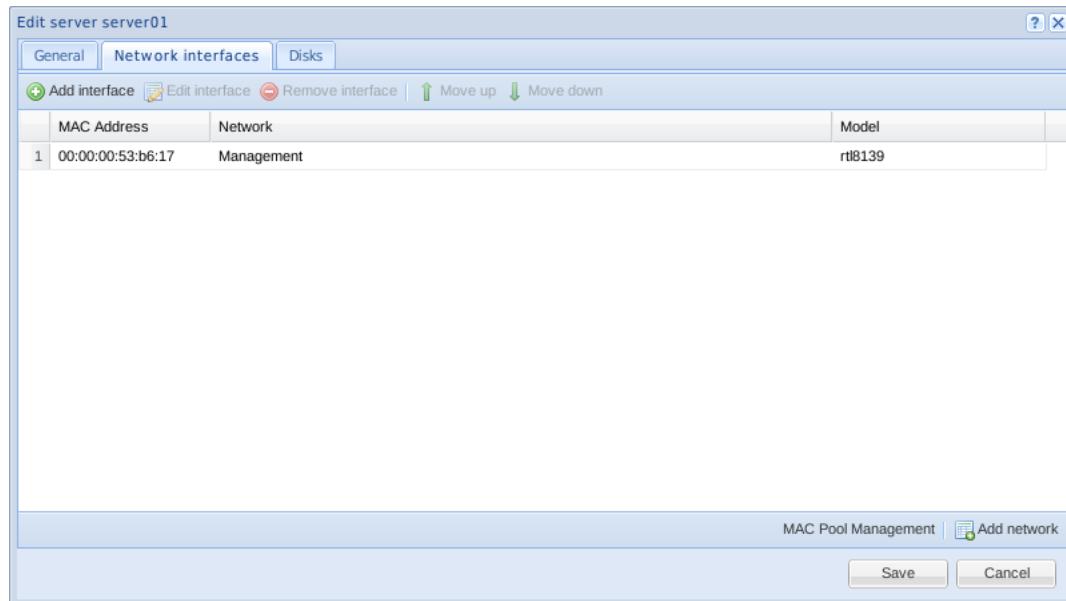 Edit server server01 ?
General Network interfaces Disks
Add interface Edit interface Remove interface Move up Move down
MAC Address Network Model
1 00:00:00:53:b6:17 Management rtl8139
MAC Pool Management Add network
Save Cancel